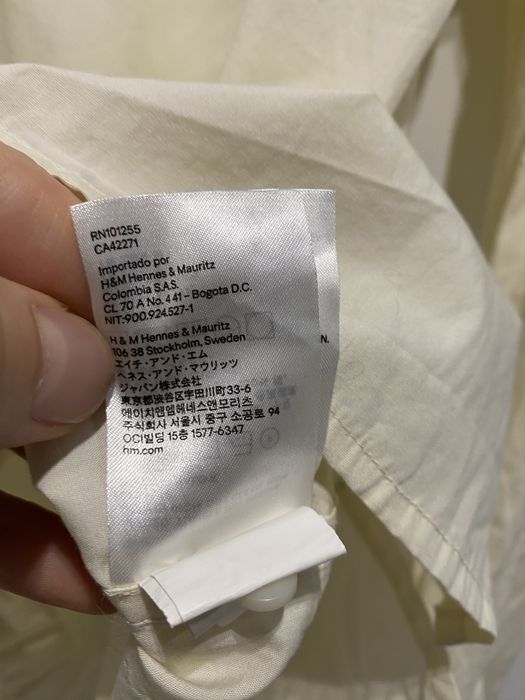 RN101255
CA42271
Importado por
H&M Hennes & Mauritz
Colombia S.A.S.
CL 70 A No. 4 41 - Bogota D.C.
NIT:900.924.527-1
H & M Hennes & Mauritz
106 38 Stockholm, Sweden
エイチ・アンド・エム
ヘネス・アンド・マウリッツ
ジャパン株式会社
東京都渋谷区宇田川町33-6
에이치앤엠헤네스앤모리츠
주식회사 서울시 중구 소공로 94
OCI빌딩 15층 1577-6347
hm.com
N.